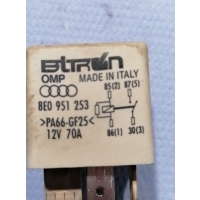 Bitron
OMP MADE IN ITALY
85(2) 87(5)
8E0 951 253
>PA66-GF25<
12V 70A
86(1) 30(3)